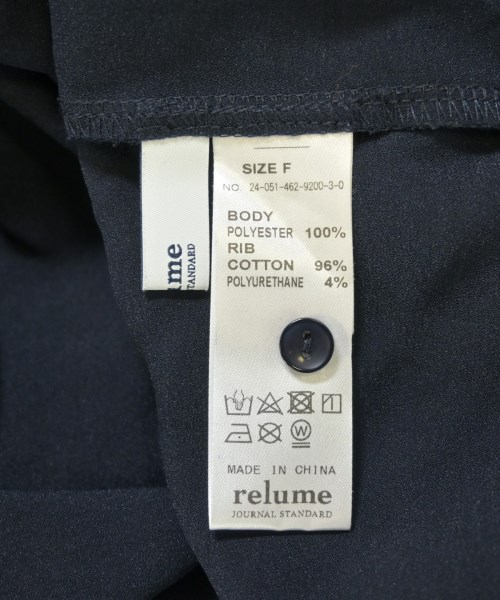 SIZE F
NO. 24-051-462-9200-3-0
BODY
POLYESTER 100%
RIB
COTTON 96%
POLYURETHANE 4%
W
MADE IN CHINA
relume
JOURNAL STANDARD
relume
STANDARD